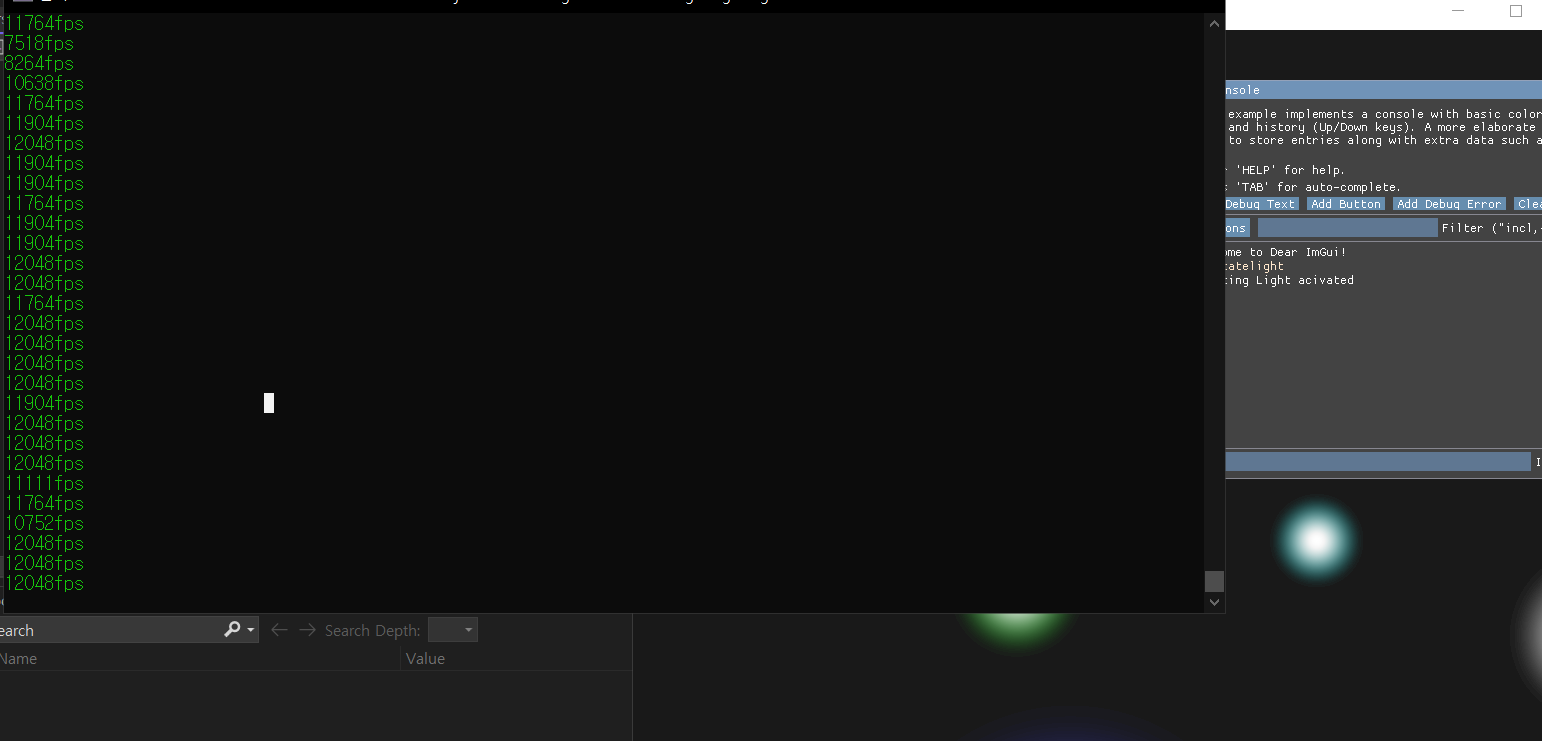 11764fps
7518fps
8264fps
10638fps
11764fps
11904fps
12048fps
11904fps
11904fps
11764fps
11904fps
11904fps
12048fps
12048fps
11764fps
12048fps
12048fps
12048fps
12048fps
11904fps
12048fps
12048fps
12048fps
11111fps
11764fps
10752fps
12048fps
12048fps
12048fps
nsole
example implements a console with basic color
and history (Up/Down keys). A more elaborate
to store entries along with extra data such a
'HELP' for help.
'TAB' for auto-complete.
Debug Text Add Button Add Debug Error Clea
ons Filter ("incl,-
ome to Dear ImGui!
tatelight
ting Light acivated
I
earch Search Depth:
Name Value